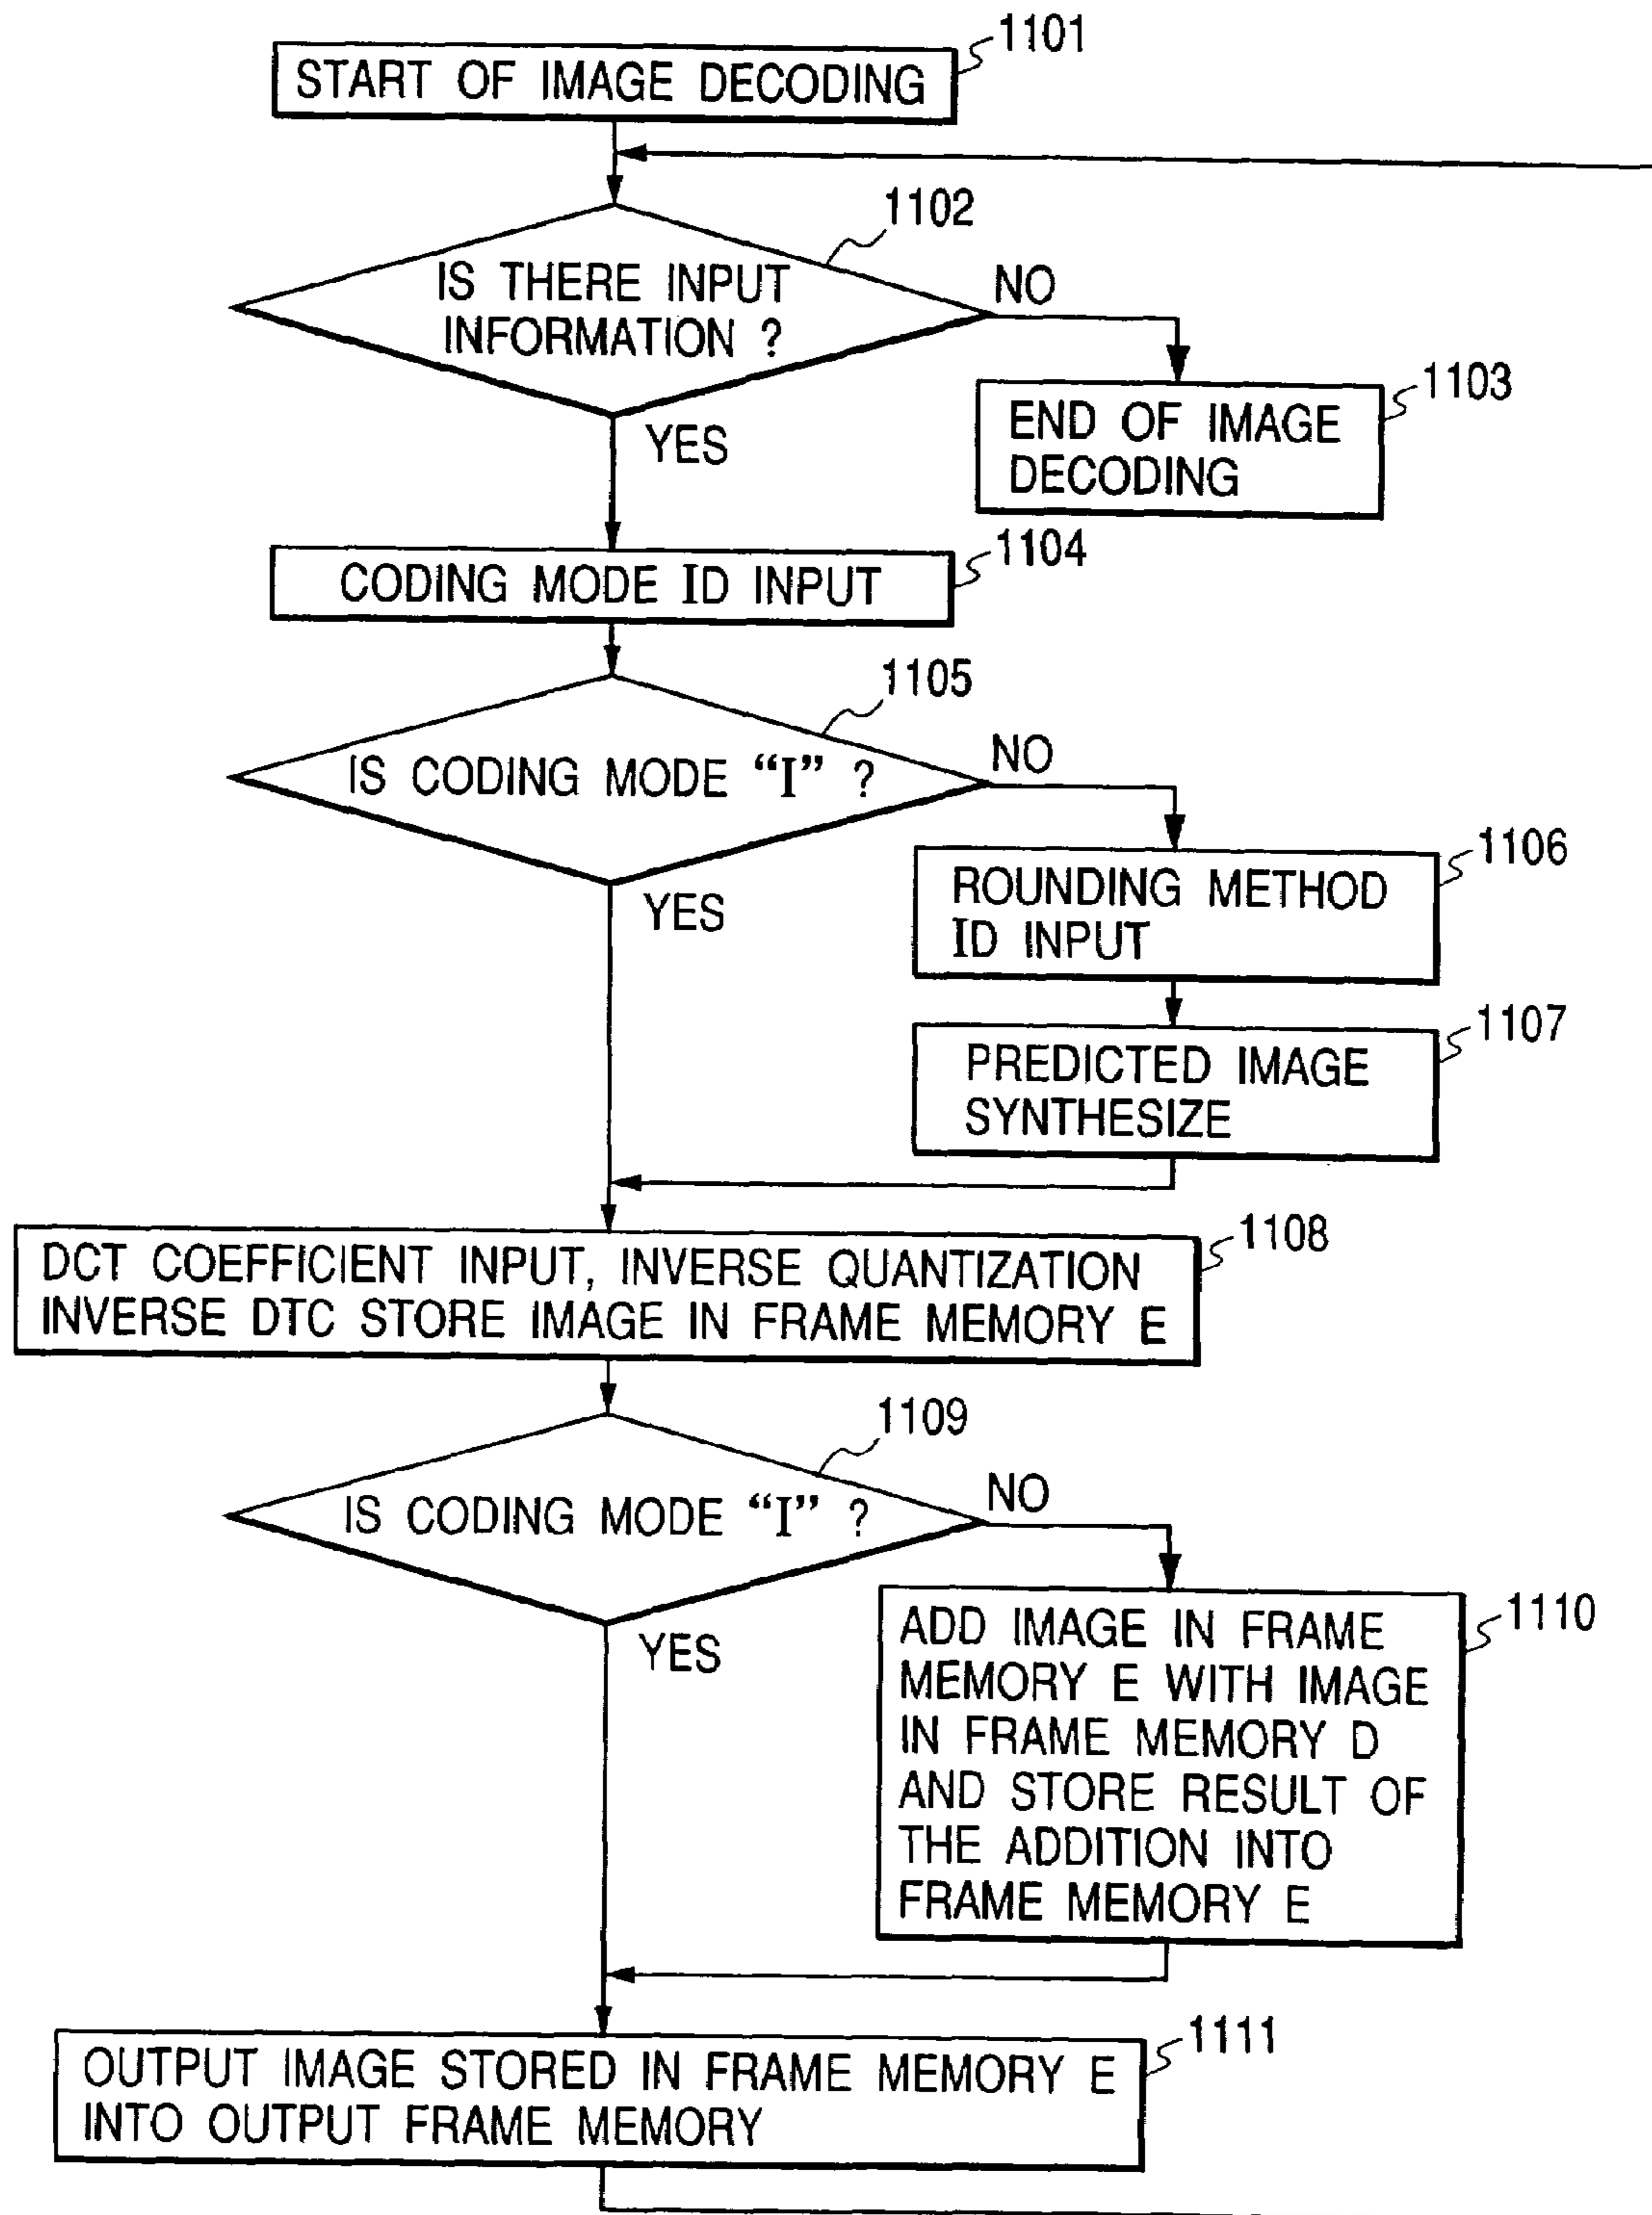 1101
START OF IMAGE DECODING
1102
IS THERE INPUT
INFORMATION ?
NO
YES
1103
END OF IMAGE
DECODING
1104
CODING MODE ID INPUT
1105
IS CODING MODE “I” ?
NO
YES
1106
ROUNDING METHOD
ID INPUT
1107
PREDICTED IMAGE
SYNTHESIZE
1108
DCT COEFFICIENT INPUT, INVERSE QUANTIZATION
INVERSE DTC STORE IMAGE IN FRAME MEMORY E
1109
IS CODING MODE “I” ?
NO
YES
1110
ADD IMAGE IN FRAME
MEMORY E WITH IMAGE
IN FRAME MEMORY D
AND STORE RESULT OF
THE ADDITION INTO
FRAME MEMORY E
1111
OUTPUT IMAGE STORED IN FRAME MEMORY E
INTO OUTPUT FRAME MEMORY